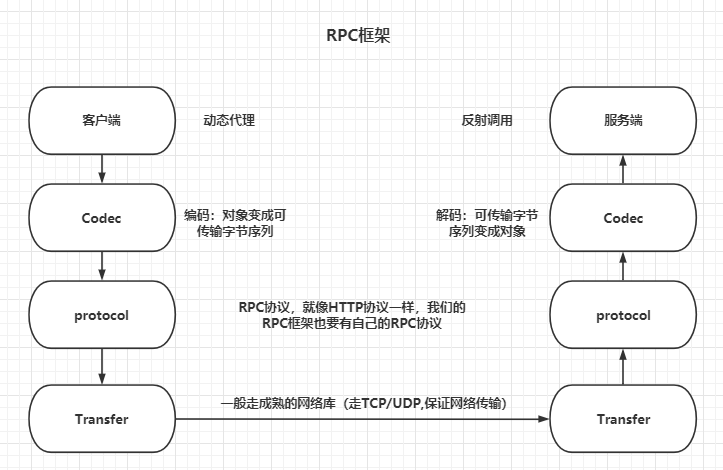 RPC框架
客户端
动态代理
反射调用
服务端
Codec
编码：对象变成可
传输字节序列
解码：可传输字节
序列变成对象
Codec
protocol
RPC协议，就像HTTP协议一样，我们的
RPC框架也要有自己的RPC协议
protocol
Transfer
一般走成熟的网络库（走TCP/UDP,保证网络传输)
Transfer